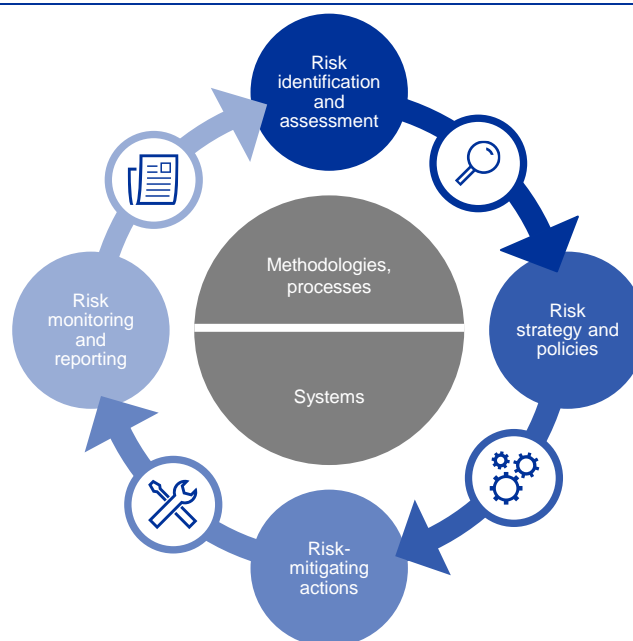 Risk
identification
and
assessment
Methodologies,
processes
Risk
monitoring
and
reporting
Risk
strategy and
policies
Systems
Risk-
mitigating
actions